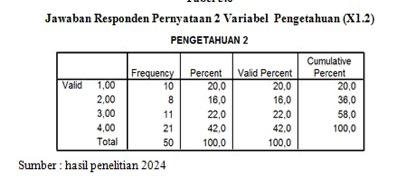 Jawaban Responden Pernyataan 2 Variabel Pengetahuan (X1.2)
PENGETAHUAN 2
Frequency Percent Valid Percent Cumulative Percent
Valid 1,00 10 20,0 20,0 20,0
2,00 8 16,0 16,0 36,0
3,00 11 22,0 22,0 58,0
4,00 21 42,0 42,0 100,0
Total 50 100,0 100,0
Sumber : hasil penelitian 2024